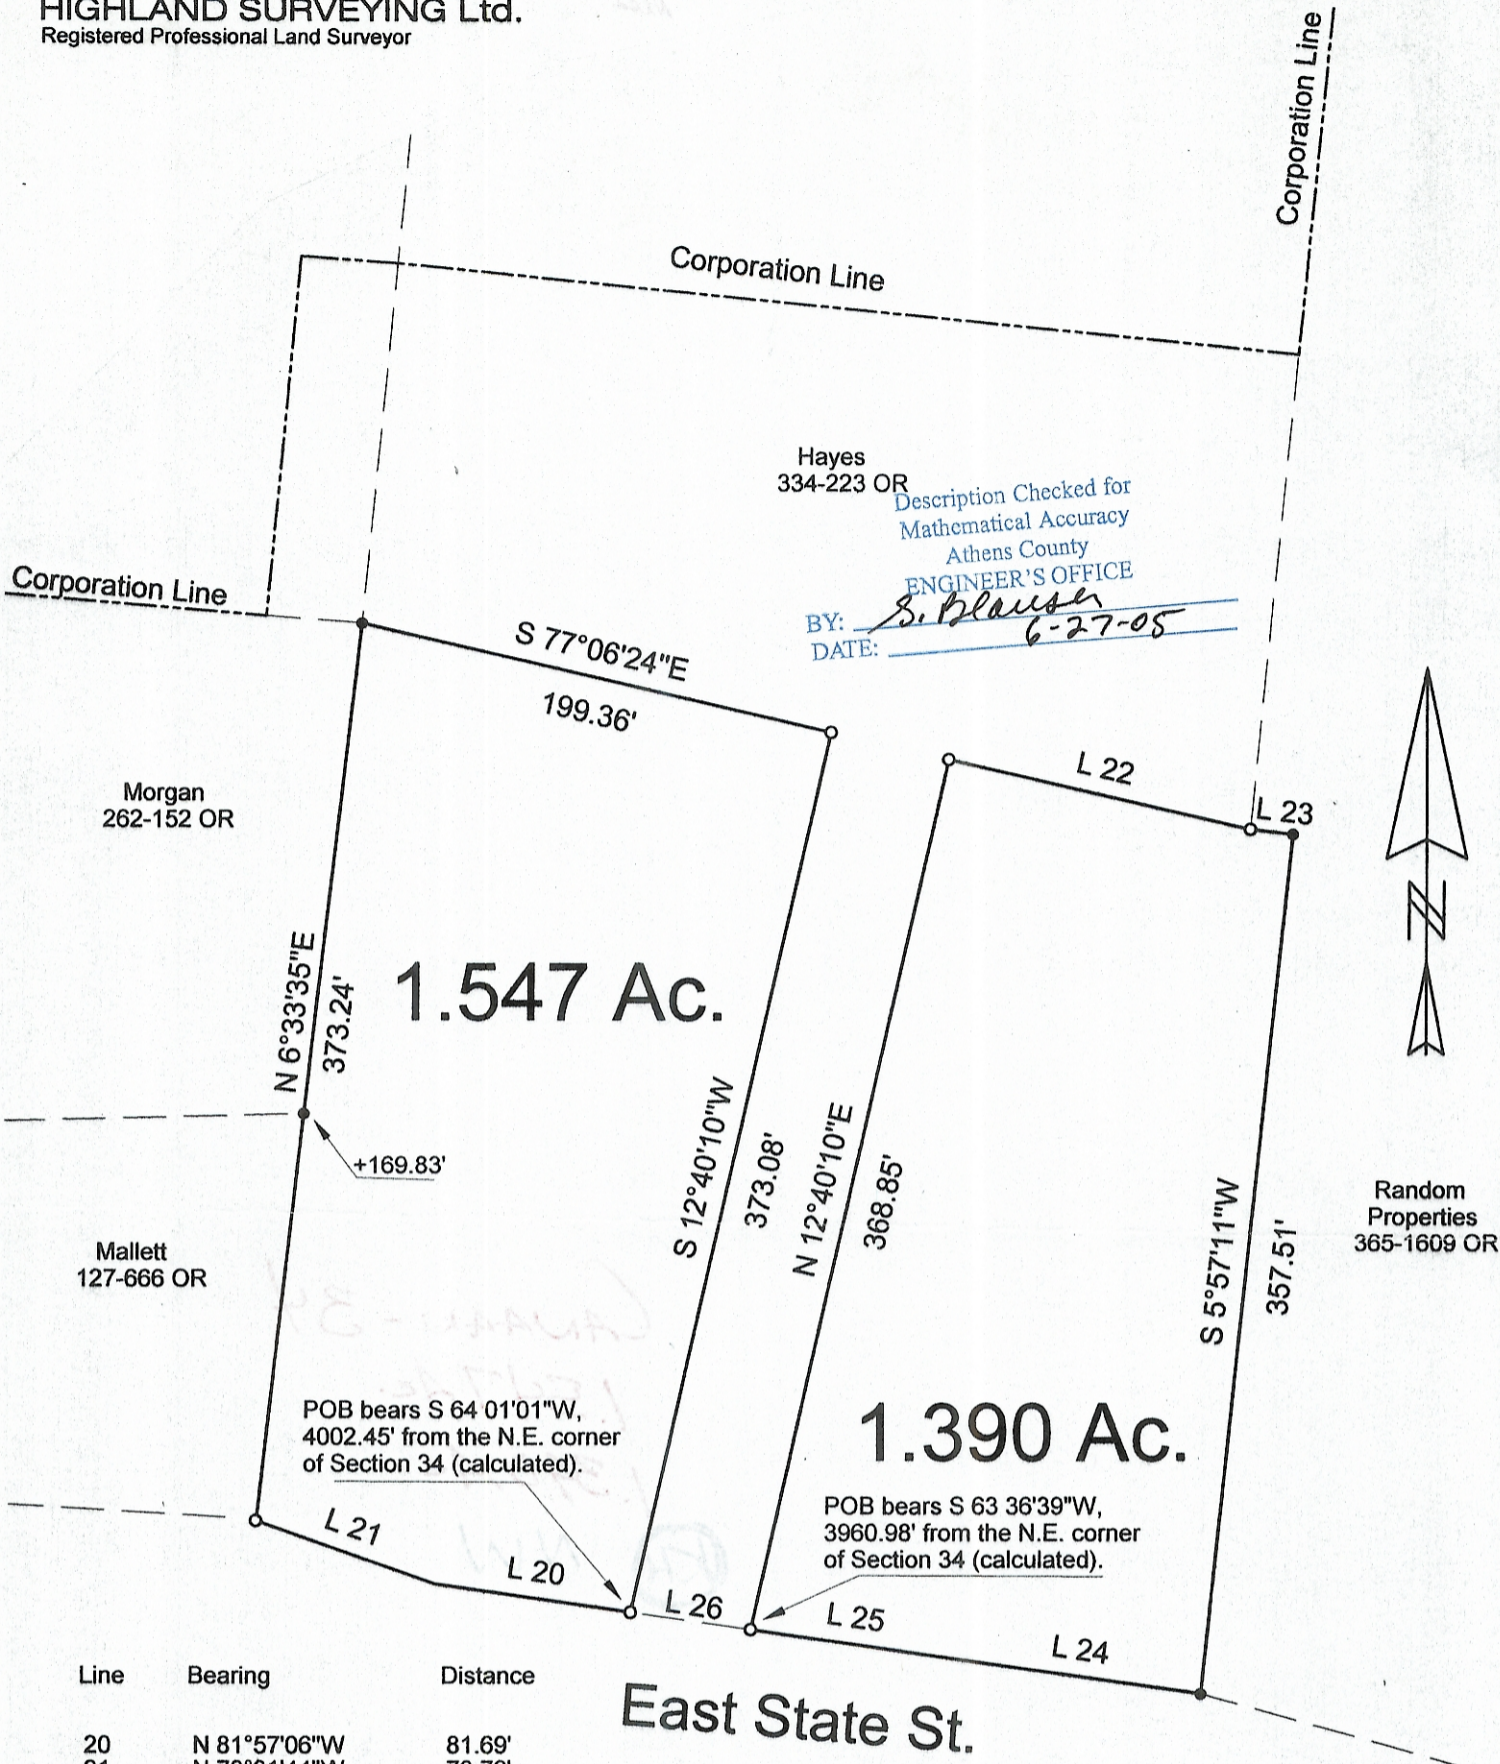 HIGHLAND SURVEYING Ltd.
Registered Professional Land Surveyor
Corporation Line
Corporation Line
Hayes
334-223 OR
Description Checked for
Mathematical Accuracy
Athens County
ENGINEER'S OFFICE
BY: S. Blauser
DATE: 6-27-05
Corporation Line
S 77°06'24"E
199.36'
L 22
L 23
Morgan
262-152 OR
N 6°33'35"E
373.24'
1.547 Ac.
+169.83'
S 12°40'10"W
373.08'
N 12°40'10"E
368.85'
S 5°57'11"W
357.51'
N
Random
Properties
365-1609 OR
Mallett
127-666 OR
POB bears S 64 01'01"W,
4002.45' from the N.E. corner
of Section 34 (calculated).
1.390 Ac.
POB bears S 63 36'39"W,
3960.98' from the N.E. corner
of Section 34 (calculated).
L 21
L 20
L 26
L 25
L 24
East State St.
Line Bearing Distance
20 N 81°57'06"W 81.69'